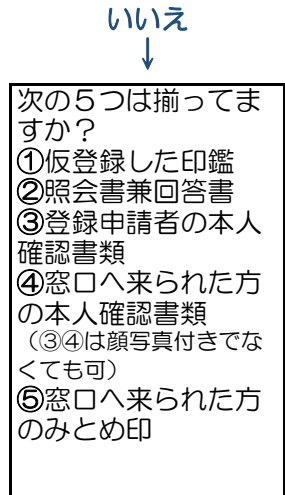 いいえ
↓
次の５つは揃ってま
すか？
①仮登録した印鑑
②照会書兼回答書
③登録申請者の本人
確認書類
④窓口へ来られた方
の本人確認書類
（③④は顔写真付きでな
くても可）
⑤窓口へ来られた方
のみとめ印